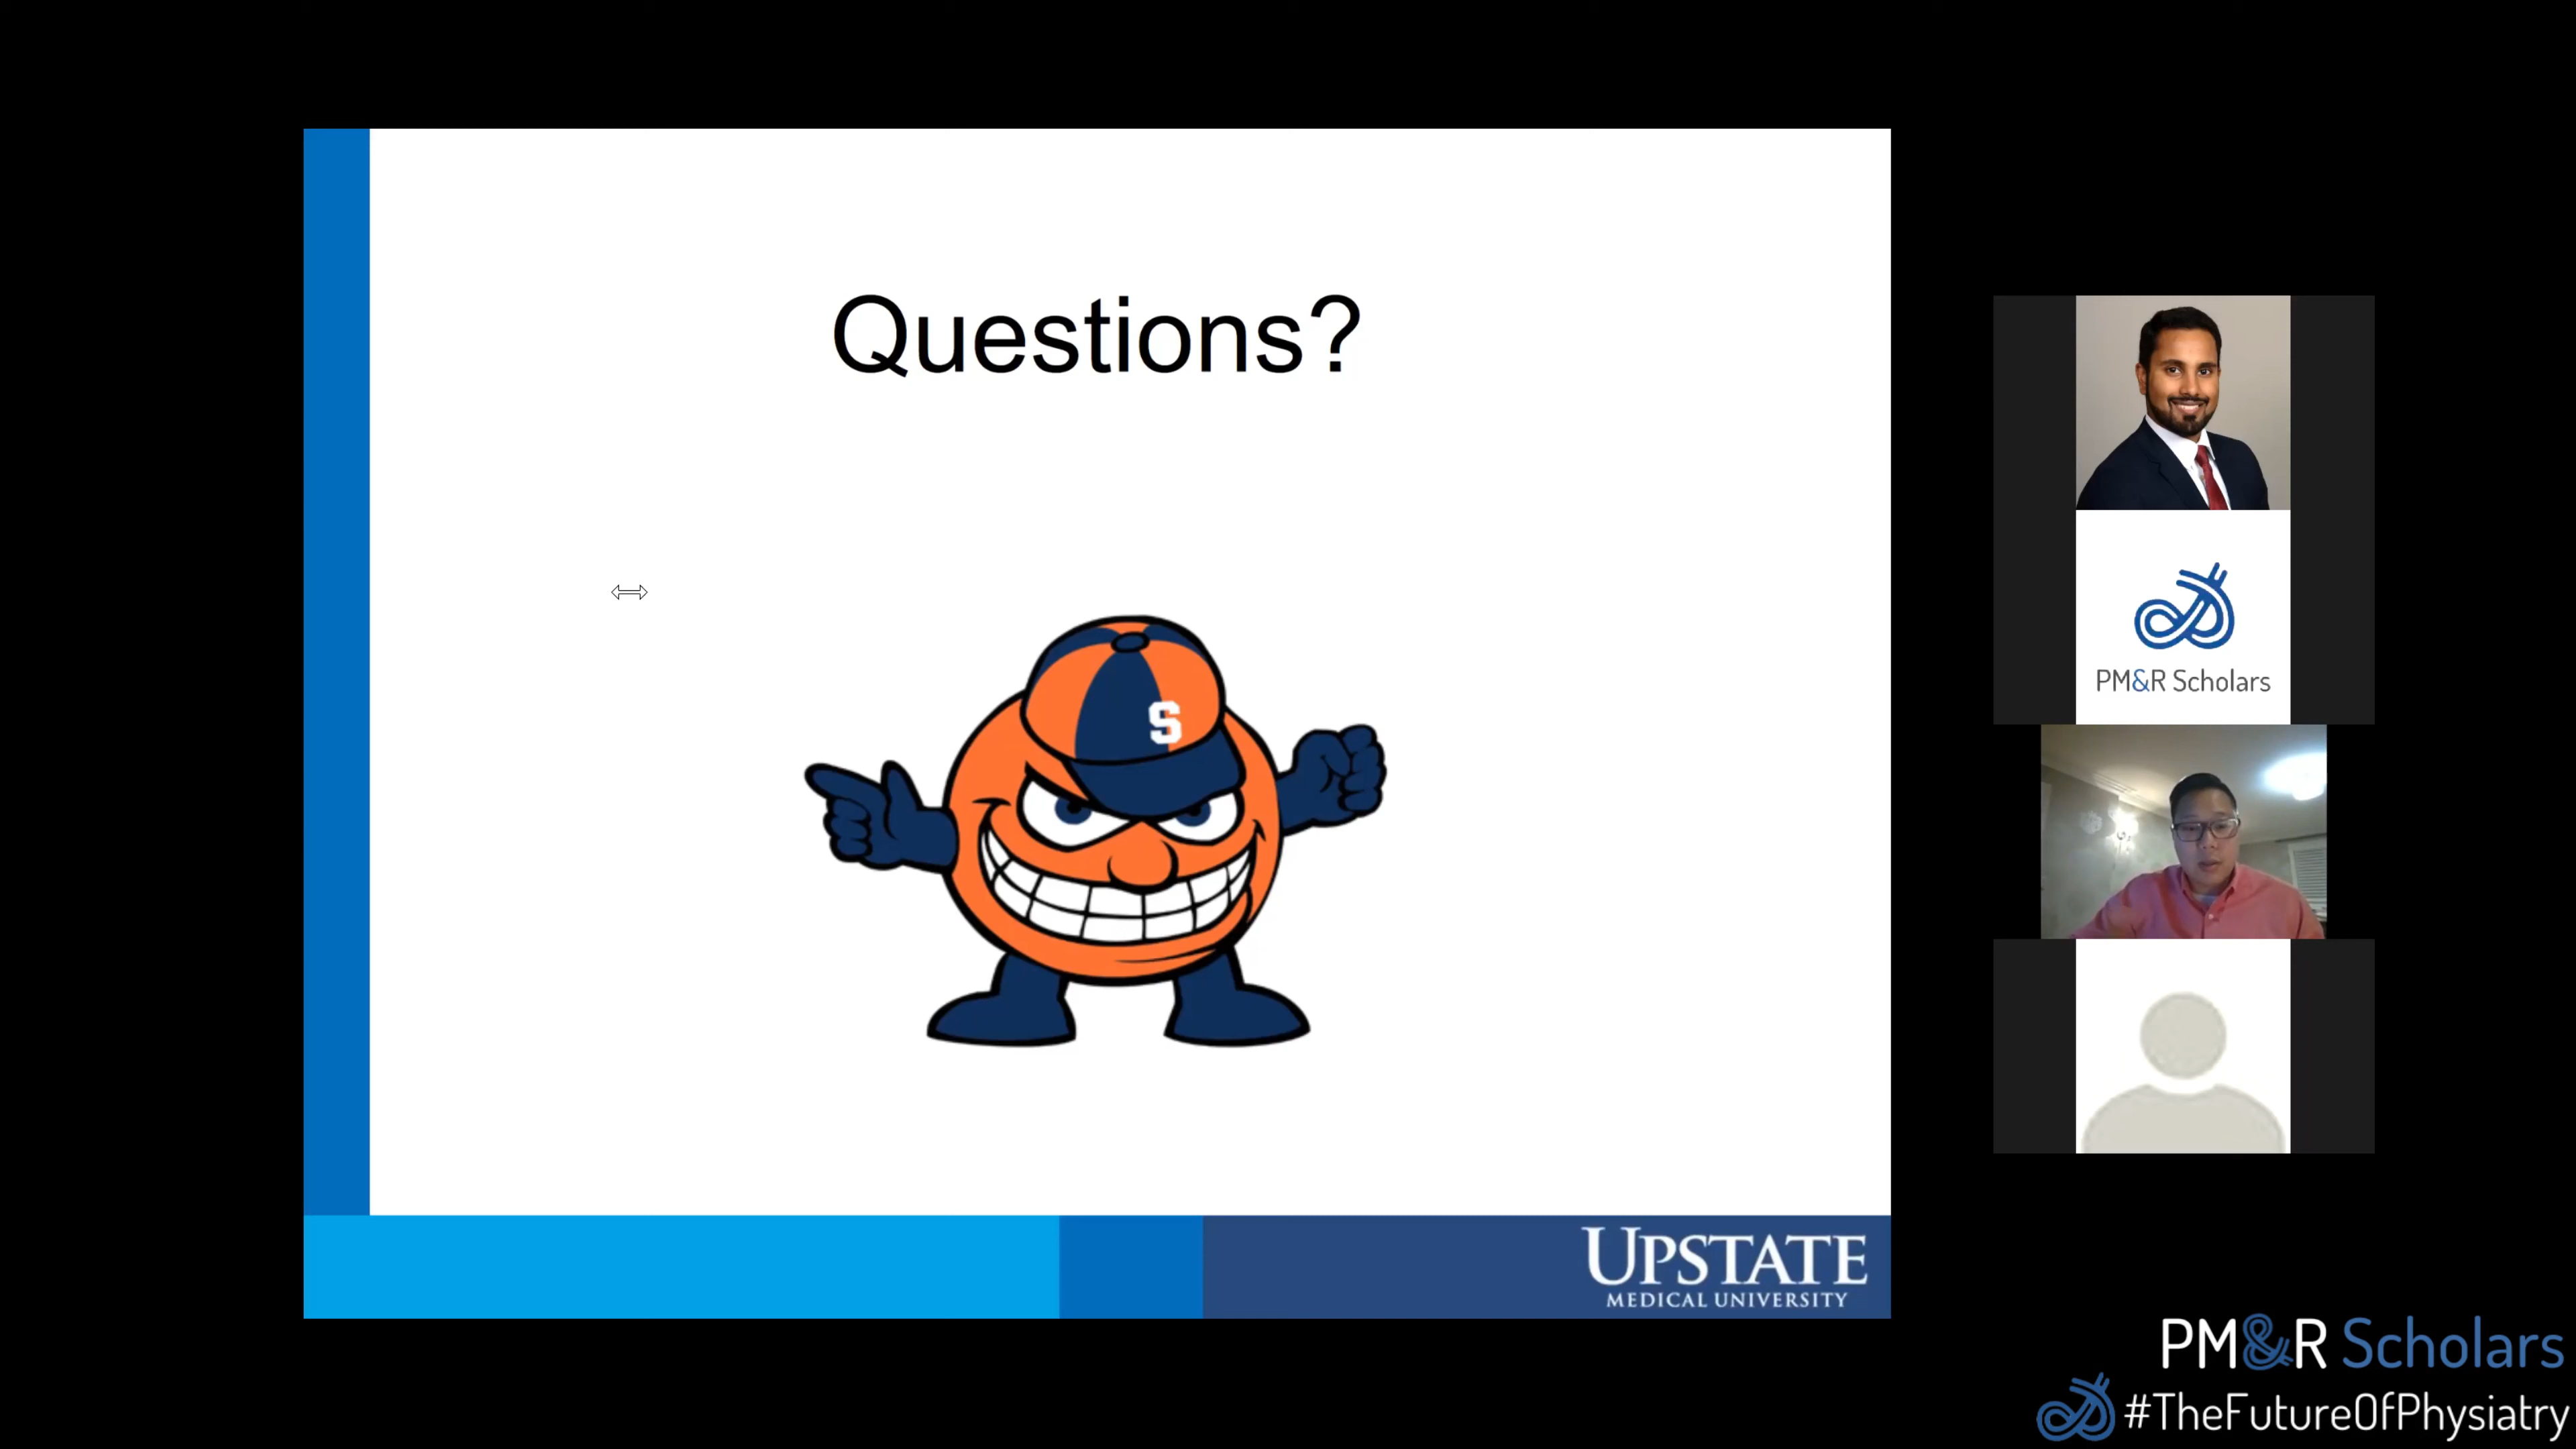 Questions?
S
UPSTATE
MEDICAL UNIVERSITY
PM&R Scholars
PM&R Scholars
#TheFutureOfPhysiatry